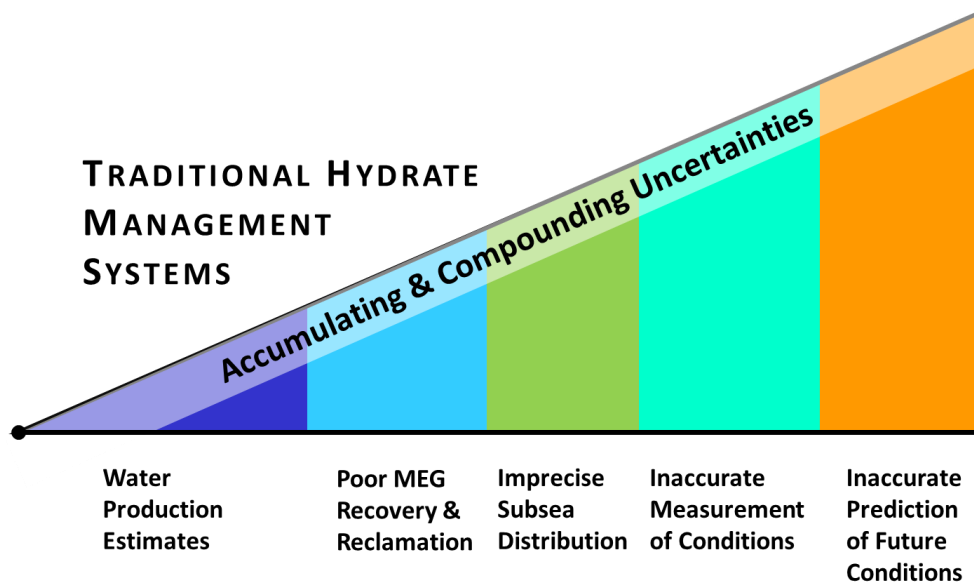 TRADITIONAL HYDRATE
MANAGEMENT
SYSTEMS
Accumulating & Compounding Uncertainties
Water
Production
Estimates
Poor MEG
Recovery &
Reclamation
Imprecise
Subsea
Distribution
Inaccurate
Measurement
of Conditions
Inaccurate
Prediction
of Future
Conditions